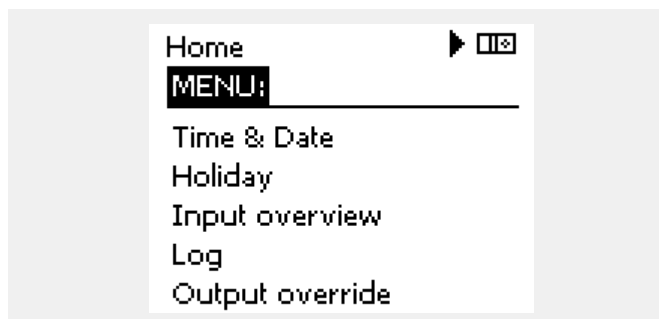 Home
MENU:
Time & Date
Holiday
Input overview
Log
Output override